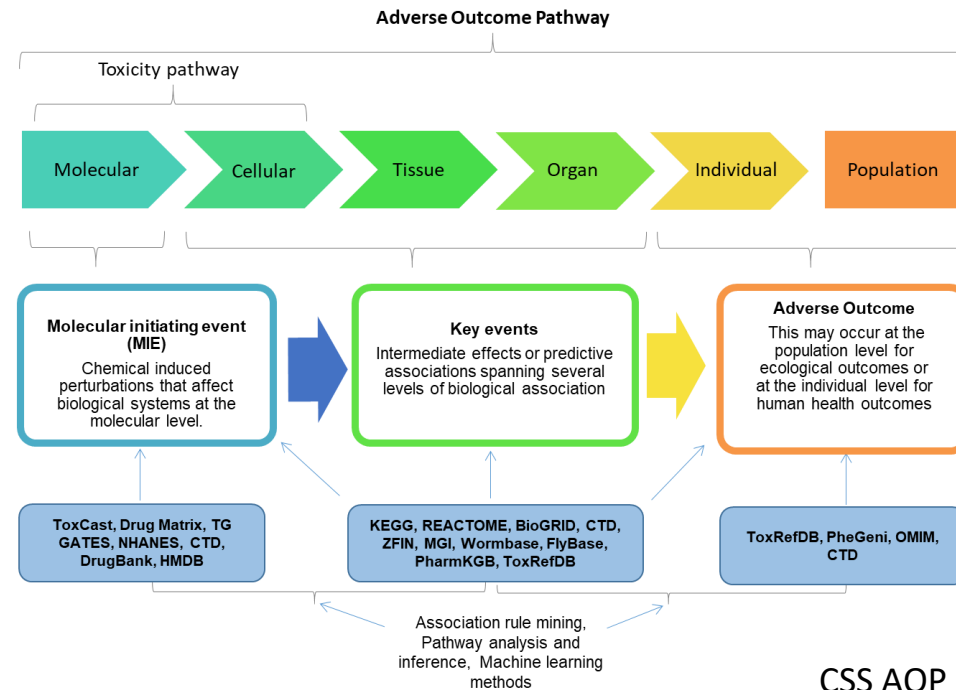 Adverse Outcome Pathway
Toxicity pathway
Molecular
Cellular
Tissue
Organ
Individual
Population
Molecular initiating event
(MIE)
Chemical induced
perturbations that affect
biological systems at the
molecular level.
Key events
Intermediate effects or predictive
associations spanning several
levels of biological association
Adverse Outcome
This may occur at the
population level for
ecological outcomes or
at the individual level for
human health outcomes
ToxCast, Drug Matrix, TG
GATES, NHANES, CTD,
DrugBank, HMDB
KEGG, REACTOME, BioGRID, CTD,
ZFIN, MGI, Wormbase, FlyBase,
PharmKGB, ToxRefDB
ToxRefDB, PheGeni, OMIM,
CTD
Association rule mining,
Pathway analysis and
inference, Machine learning
methods
CSS AOP